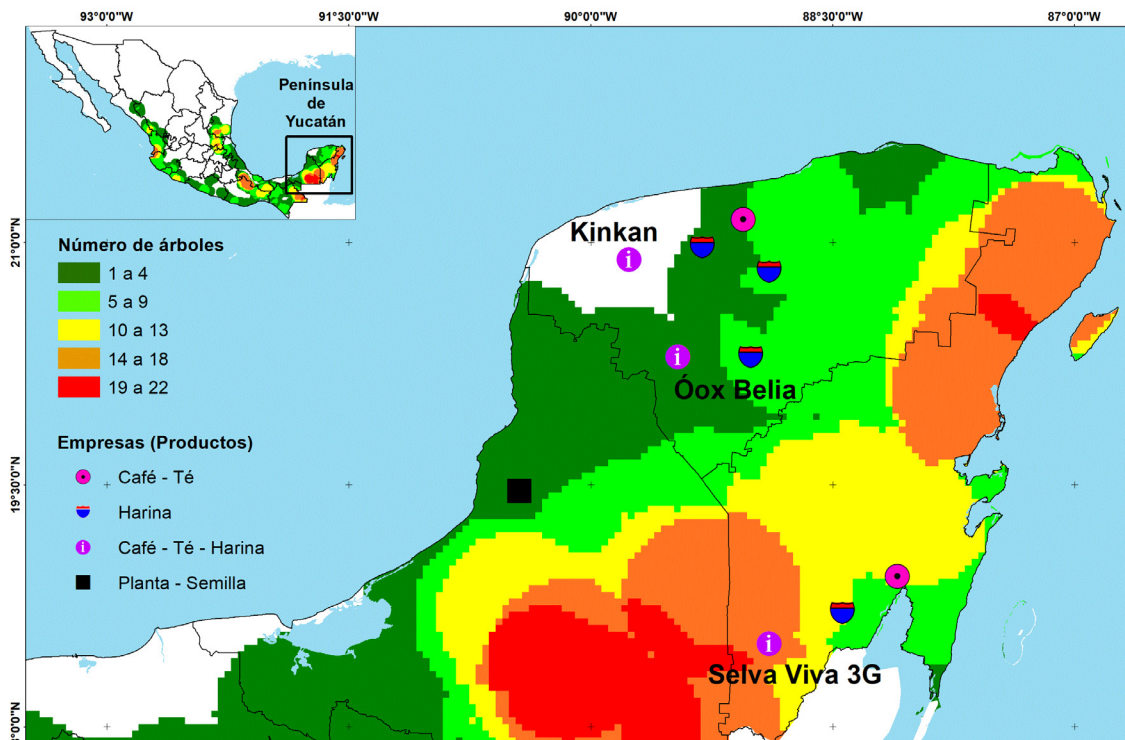 93°0'0"W
91°30'0"W
90°0'0"W
88°30'0"W
87°0'0"W
Península
de
Yucatán
21°0'0"N
19°30'0"N
Número de árboles
1 a 4
5 a 9
10 a 13
14 a 18
19 a 22
Empresas (Productos)
Café - Té
Harina
Café - Té - Harina
Planta - Semilla
Kinkan
Óox Belia
Selva Viva 3G